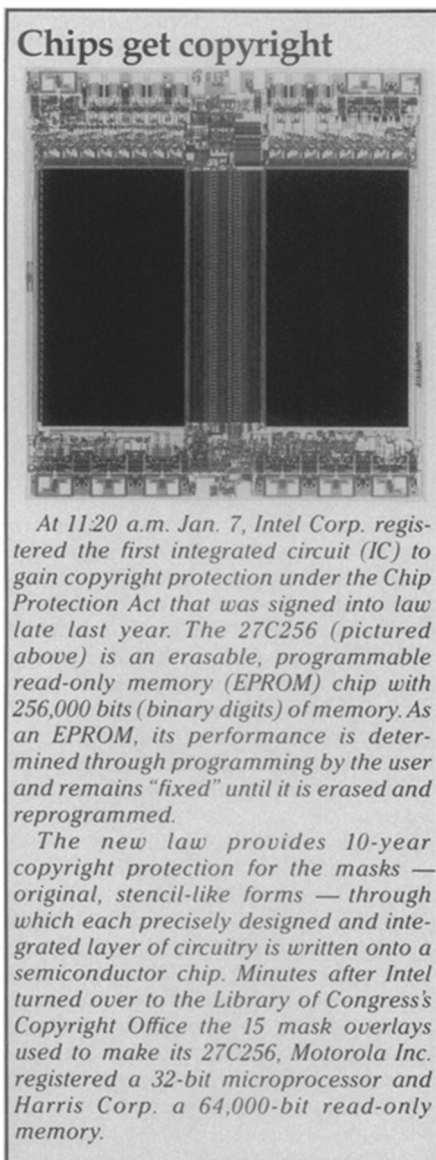 Chips get copyright
At 11:20 a.m. Jan. 7, Intel Corp. regis-
tered the first integrated circuit (IC) to
gain copyright protection under the Chip
Protection Act that was signed into law
late last year. The 27C256 (pictured
above) is an erasable, programmable
read-only memory (EPROM) chip with
256,000 bits (binary digits) of memory. As
an EPROM, its performance is deter-
mined through programming by the user
and remains "fixed" until it is erased and
reprogrammed.
The new law provides 10-year
copyright protection for the masks —
original, stencil-like forms — through
which each precisely designed and inte-
grated layer of circuitry is written onto a
semiconductor chip. Minutes after Intel
turned over to the Library of Congress's
Copyright Office the 15 mask overlays
used to make its 27C256, Motorola Inc.
registered a 32-bit microprocessor and
Harris Corp. a 64,000-bit read-only
memory.